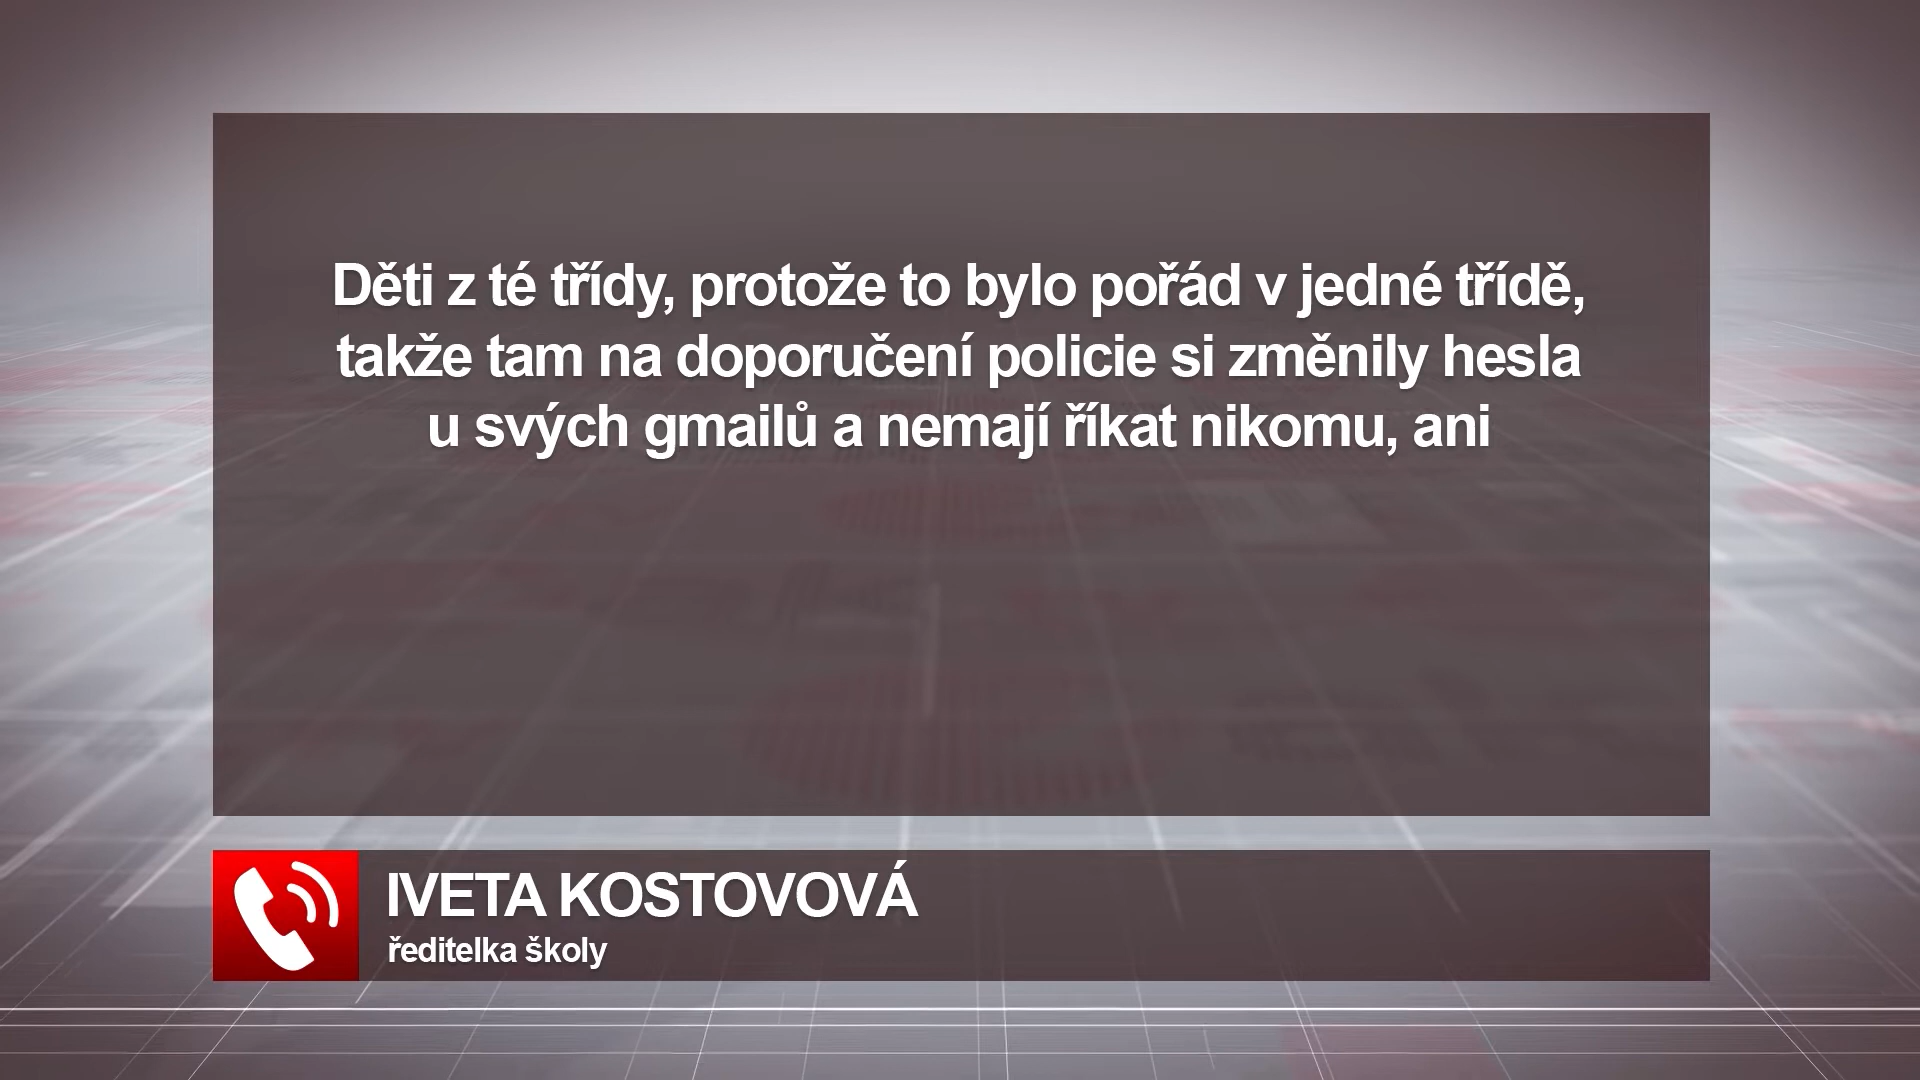 Děti z té třídy, protože to bylo pořád v jedné třídě,
takže tam na doporučení policie si změnily hesla
u svých gmailů a nemají říkat nikomu, ani
IVETA KOSTOVOVÁ
ředitelka školy